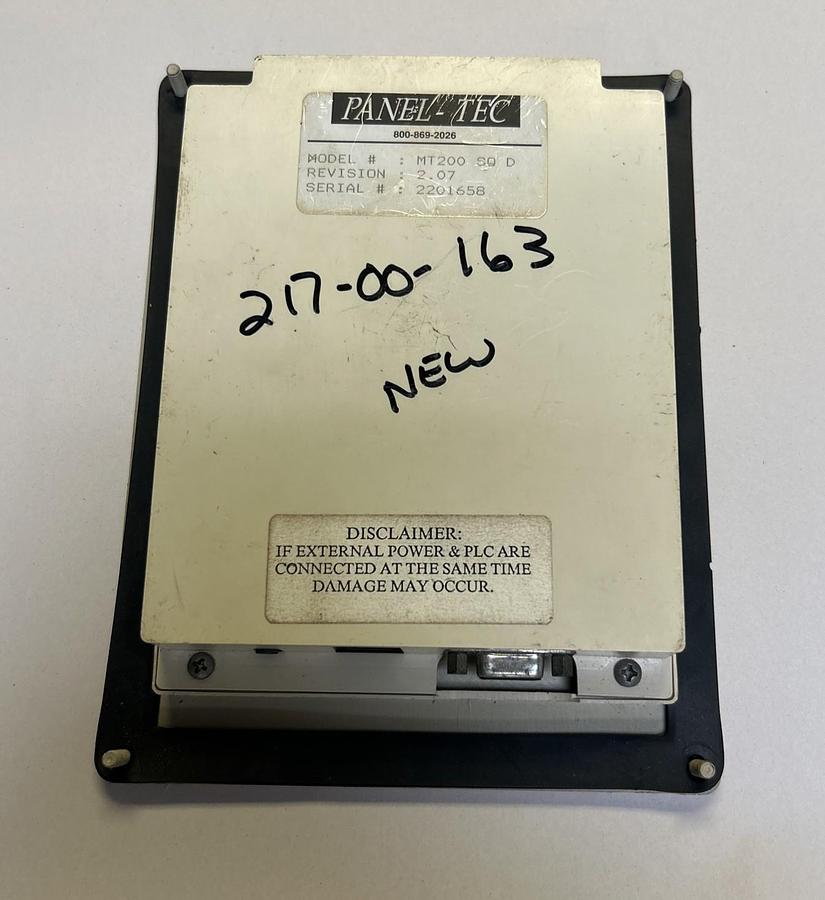 PANEL-TEC
800-869-2026
MODEL # : MT200 SQ D
REVISION : 2.07
SERIAL # : 2201658
217-00-163
NEW
DISCLAIMER:
IF EXTERNAL POWER & PLC ARE
CONNECTED AT THE SAME TIME
DAMAGE MAY OCCUR.